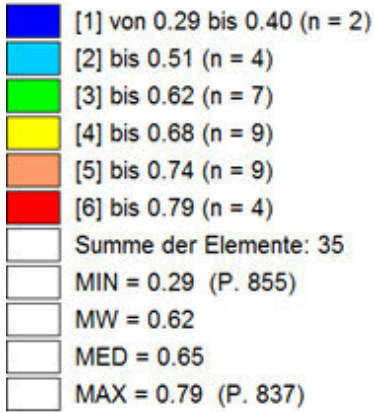 [1] von 0.29 bis 0.40 (n = 2)
[2] bis 0.51 (n = 4)
[3] bis 0.62 (n = 7)
[4] bis 0.68 (n = 9)
[5] bis 0.74 (n = 9)
[6] bis 0.79 (n = 4)
Summe der Elemente: 35
MIN = 0.29 (P. 855)
MW = 0.62
MED = 0.65
MAX = 0.79 (P. 837)